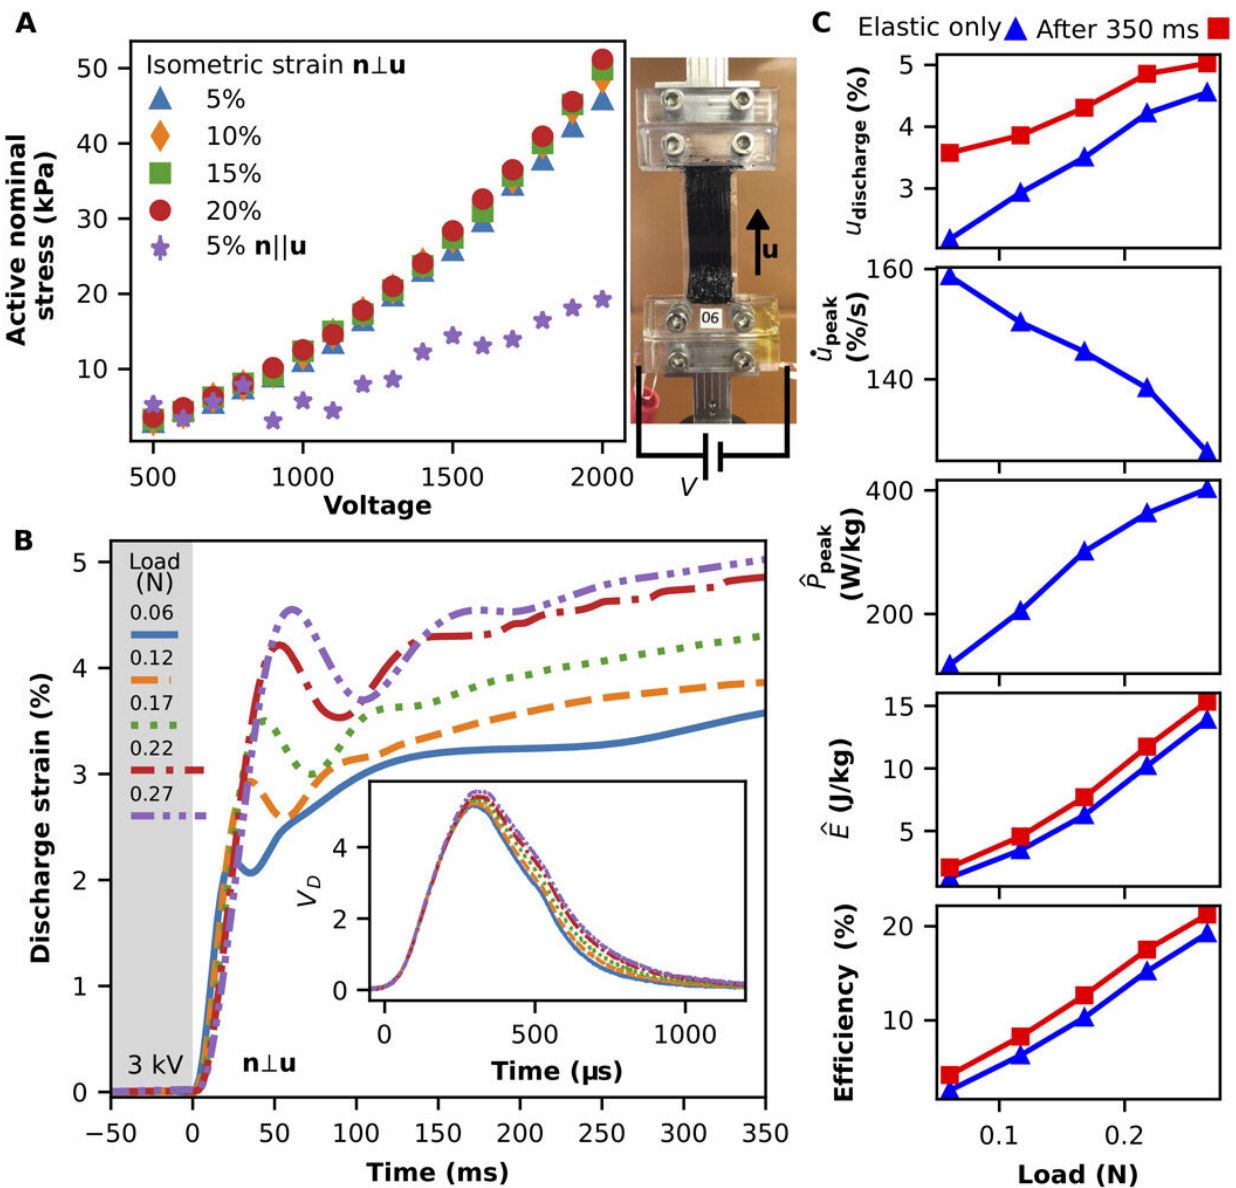 A
Isometric strain n⊥u
5%
10%
15%
20%
5% n||u
50
40
30
20
10
Active nominal
stress (kPa)
500
1000
1500
2000
Voltage
06
u
V
B
Load
(N)
0.06
0.12
0.17
0.22
0.27
5
4
3
2
1
0
Discharge strain (%)
3 kV
n⊥u
−50
0
50
100
150
200
250
300
350
Time (ms)
4
2
0
V_D
0
500
1000
Time (μs)
C
Elastic only
After 350 ms
5
4
3
u_discharge (%)
160
140
u̇_peak
(%/s)
400
200
P̂_peak
(W/kg)
15
10
5
Ê (J/kg)
20
10
Efficiency (%)
0.1
0.2
Load (N)